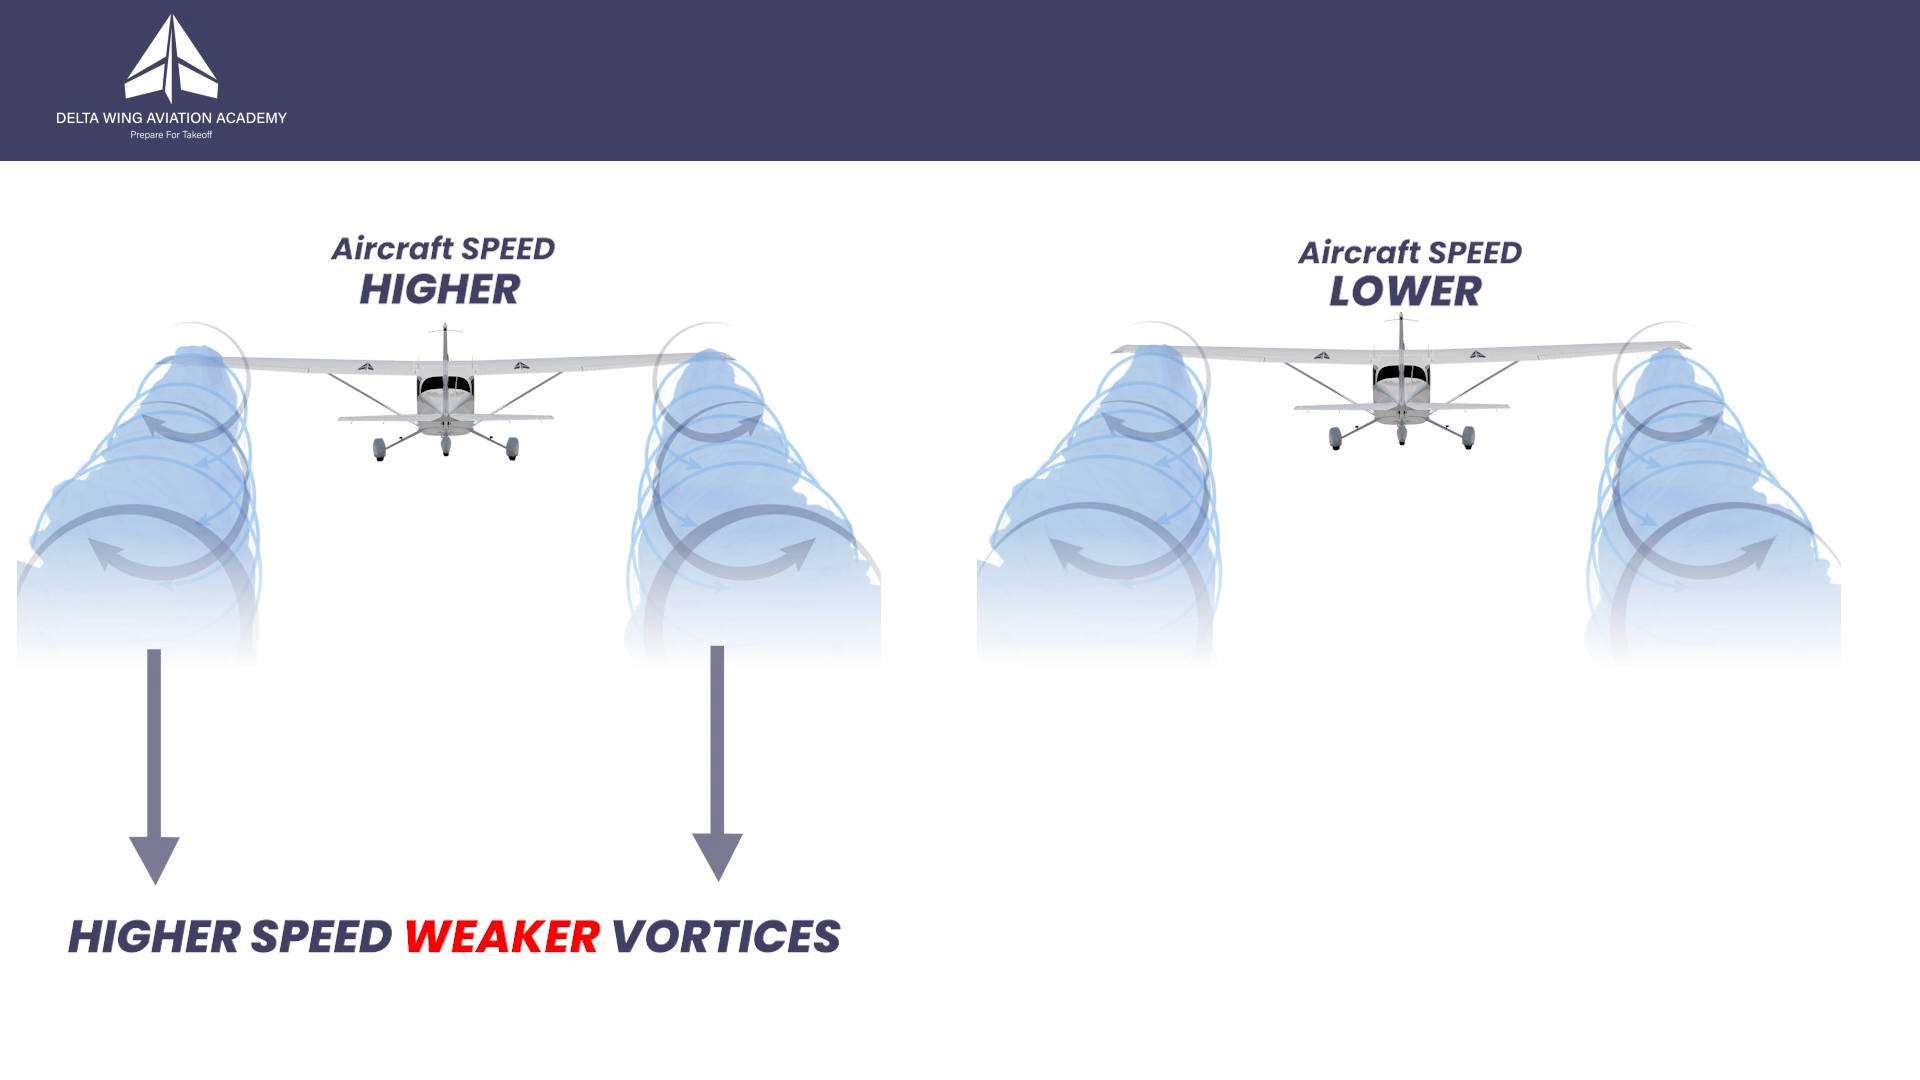 DELTA WING AVIATION ACADEMY
Prepare For Takeoff
Aircraft SPEED
HIGHER
Aircraft SPEED
LOWER
HIGHER SPEED WEAKER VORTICES